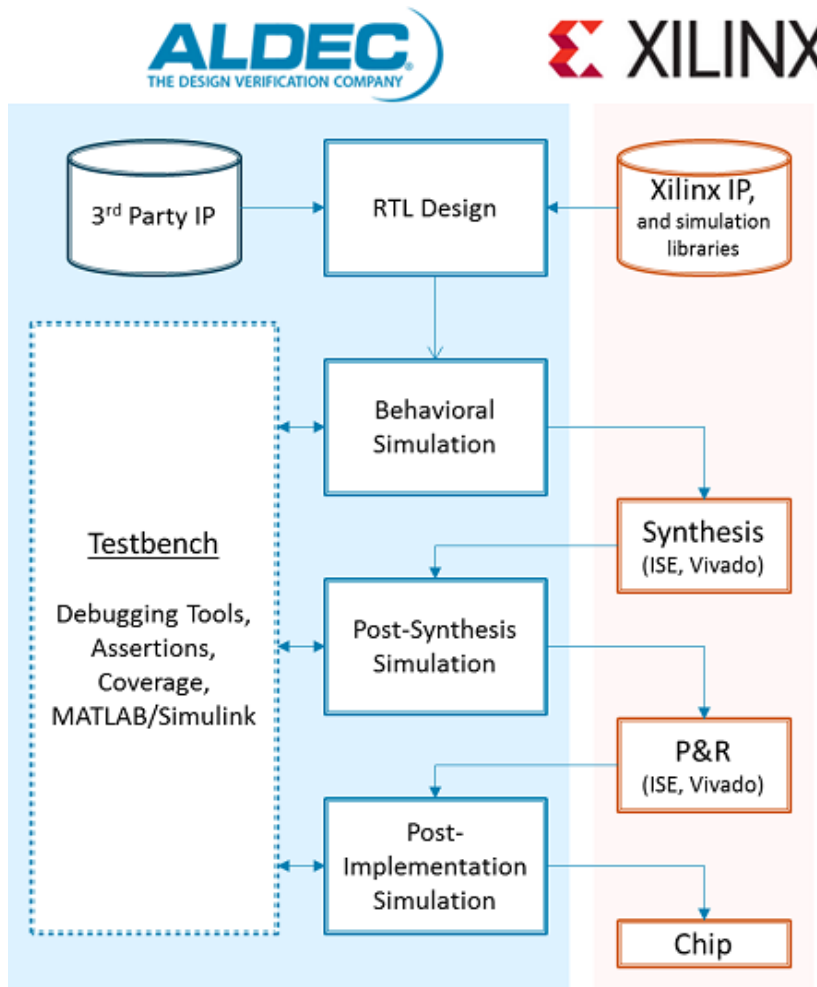 ALDEC
THE DESIGN VERIFICATION COMPANY
XILINX
3rd Party IP
RTL Design
Xilinx IP,
and simulation
libraries
Behavioral
Simulation
Synthesis
(ISE, Vivado)
Testbench
Debugging Tools,
Assertions,
Coverage,
MATLAB/Simulink
Post-Synthesis
Simulation
P&R
(ISE, Vivado)
Post-
Implementation
Simulation
Chip